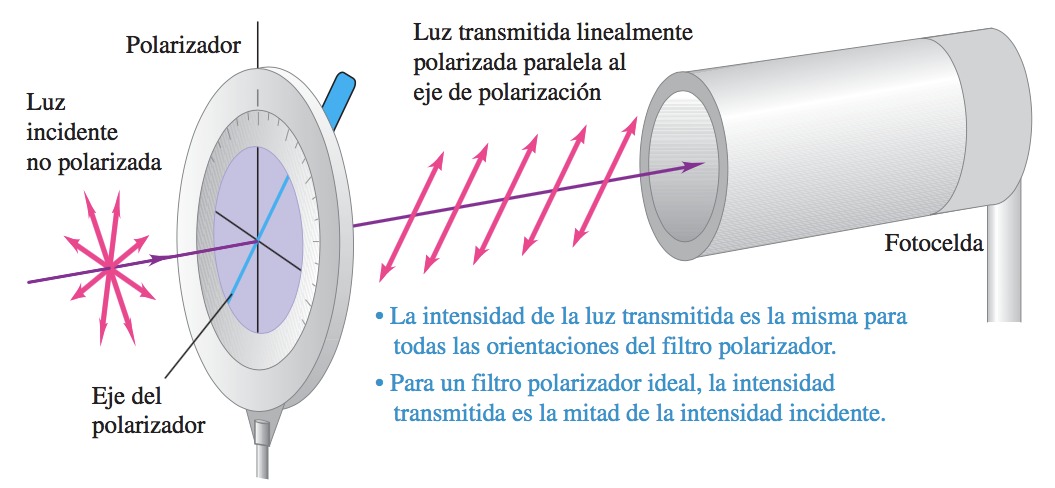 Polarizador
Luz
incidente
no polarizada
Luz transmitida linealmente
polarizada paralela al
eje de polarización
Fotocelda
Eje del
polarizador
• La intensidad de la luz transmitida es la misma para
todas las orientaciones del filtro polarizador.
• Para un filtro polarizador ideal, la intensidad
transmitida es la mitad de la intensidad incidente.